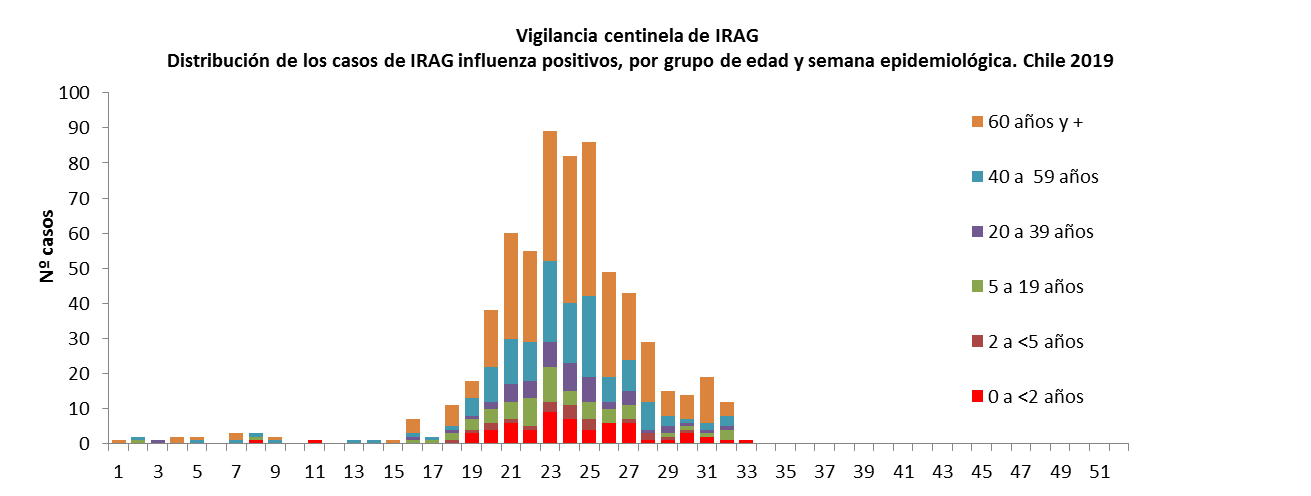 Vigilancia centinela de IRAG
Distribución de los casos de IRAG influenza positivos, por grupo de edad y semana epidemiológica. Chile 2019
Nº casos
100
90
80
70
60
50
40
30
20
10
0
60 años y +
40 a 59 años
20 a 39 años
5 a 19 años
2 a <5 años
0 a <2 años
1 3 5 7 9 11 13 15 17 19 21 23 25 27 29 31 33 35 37 39 41 43 45 47 49 51